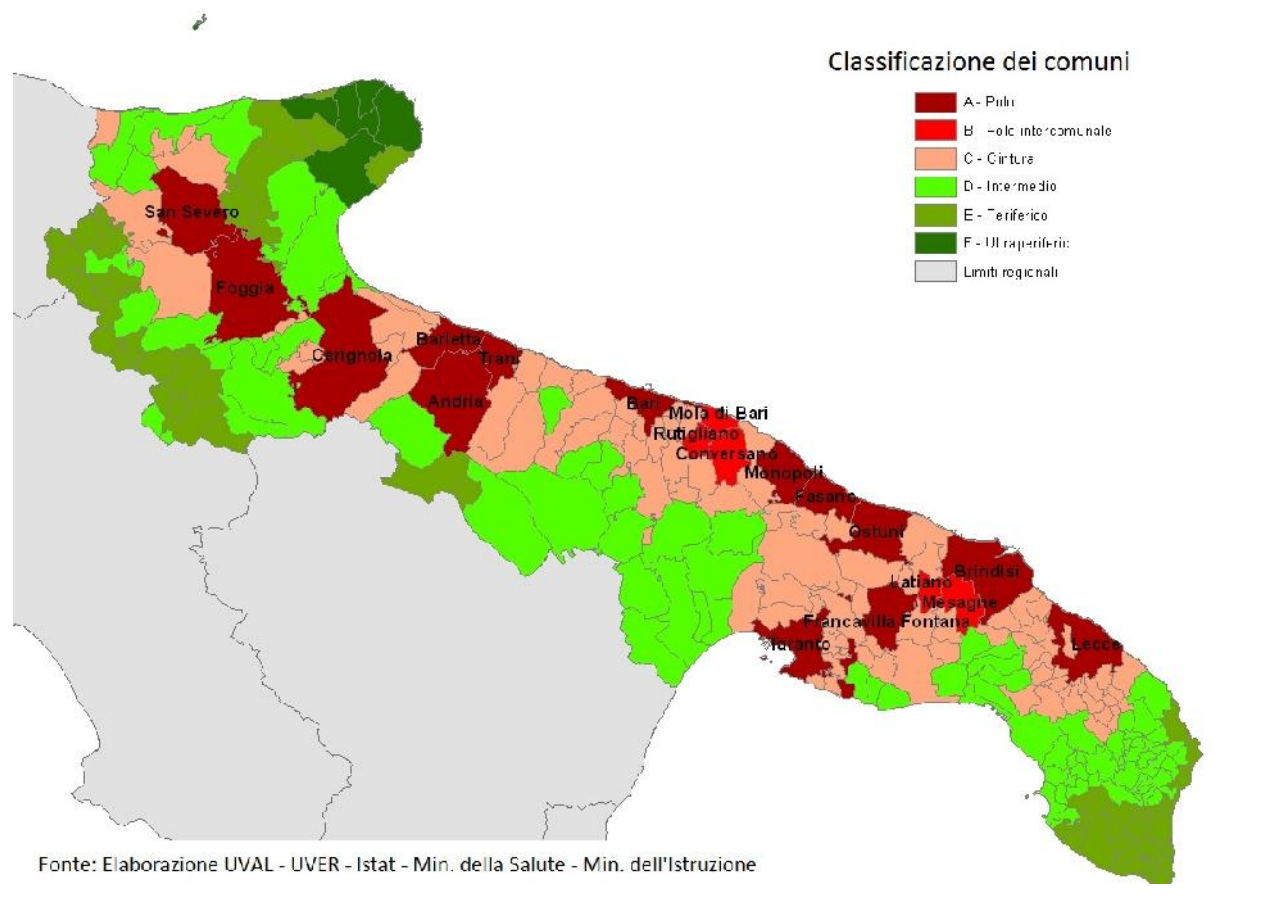 Classificazione dei comuni
A - Polo
B - Polo intercomunale
C - Cintura
D - Intermedio
E - Periferico
F - Ultraperiferico
Limiti regionali
San Severo
Foggia
Cerignola
Barletta
Trani
Andria
Bari
Mola di Bari
Rutigliano
Conversano
Monopoli
Fasano
Ostuni
Brindisi
Latiano
Mesagne
Francavilla Fontana
Taranto
Lecce
Fonte: Elaborazione UVAL - UVER - Istat - Min. della Salute - Min. dell'Istruzione